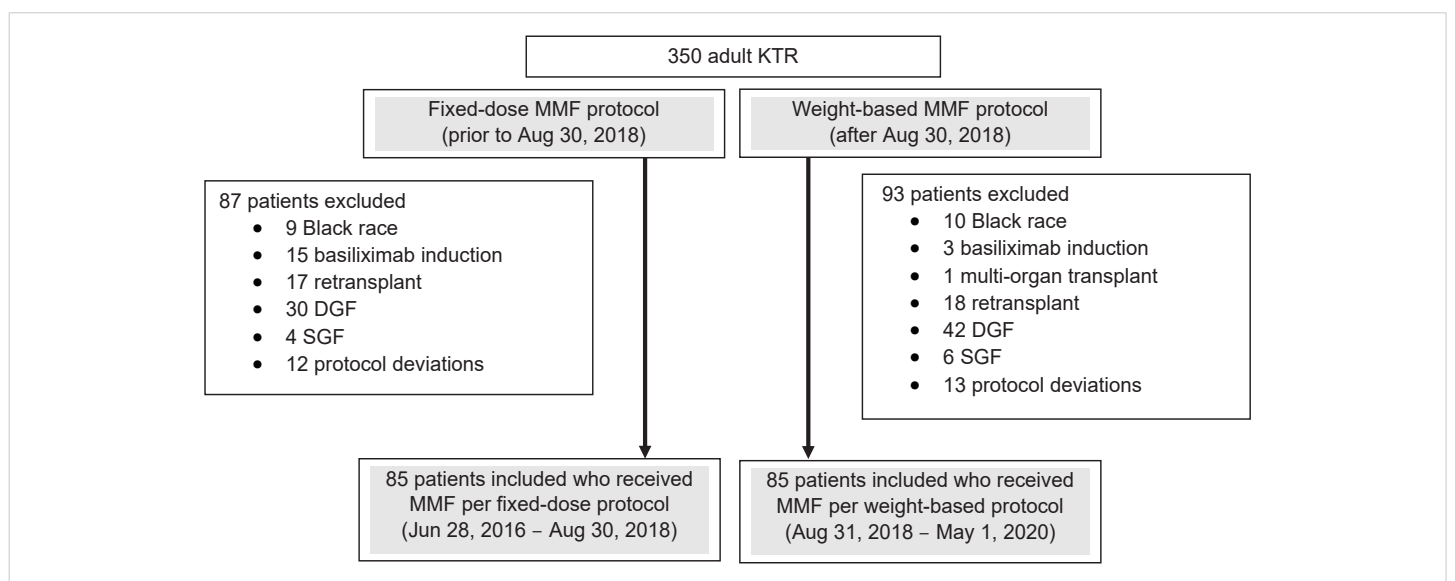 350 adult KTR
Fixed-dose MMF protocol
(prior to Aug 30, 2018)
Weight-based MMF protocol
(after Aug 30, 2018)
87 patients excluded
• 9 Black race
• 15 basiliximab induction
• 17 retransplant
• 30 DGF
• 4 SGF
• 12 protocol deviations
93 patients excluded
• 10 Black race
• 3 basiliximab induction
• 1 multi-organ transplant
• 18 retransplant
• 42 DGF
• 6 SGF
• 13 protocol deviations
85 patients included who received
MMF per fixed-dose protocol
(Jun 28, 2016 – Aug 30, 2018)
85 patients included who received
MMF per weight-based protocol
(Aug 31, 2018 – May 1, 2020)